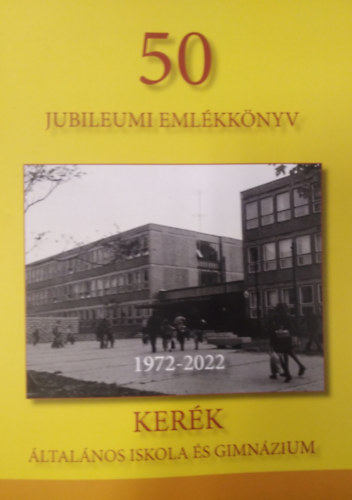 50
JUBILEUMI EMLÉKKÖNYV
1972-2022
KERÉK
ÁLTALÁNOS ISKOLA ÉS GIMNÁZIUM